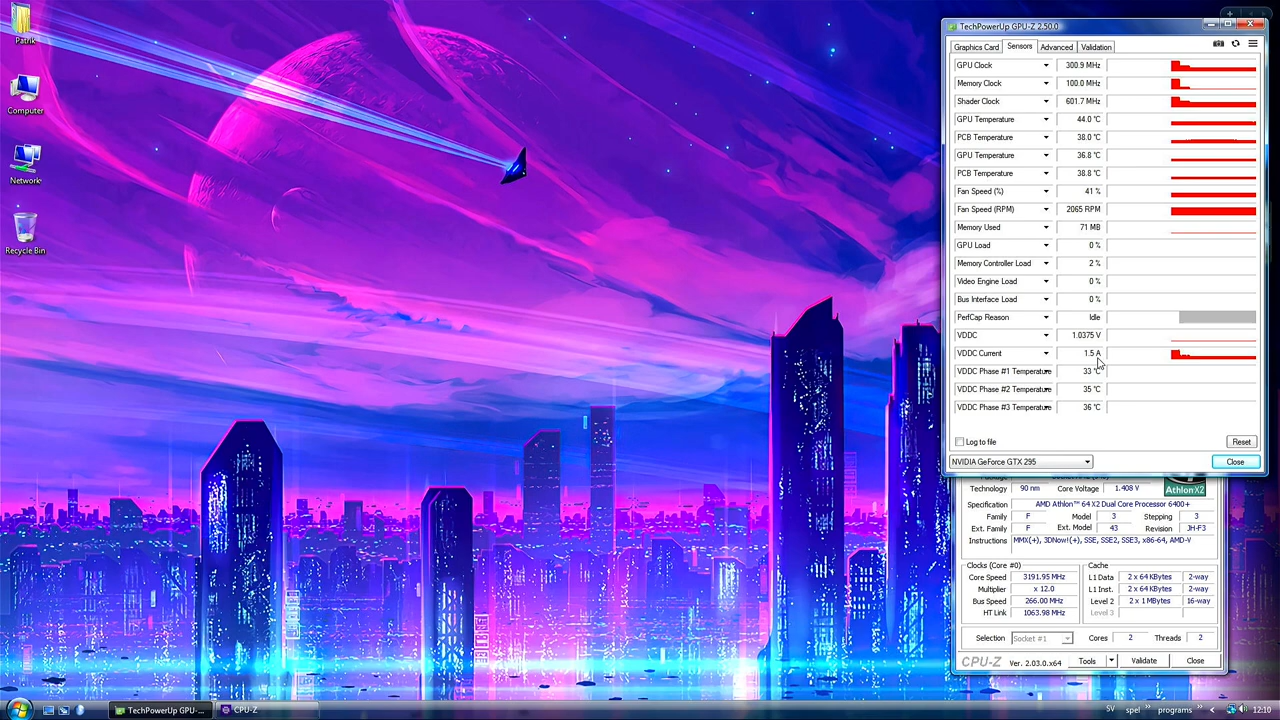 Patrik
Computer
Network
Recycle Bin
TechPowerUp GPU-Z 2.50.0
Graphics Card Sensors Advanced Validation
GPU Clock 300.9 MHz
Memory Clock 100.0 MHz
Shader Clock 601.7 MHz
GPU Temperature 44.0 °C
PCB Temperature 38.0 °C
GPU Temperature 36.8 °C
PCB Temperature 38.8 °C
Fan Speed (%) 41 %
Fan Speed (RPM) 2065 RPM
Memory Used 71 MB
GPU Load 0 %
Memory Controller Load 2 %
Video Engine Load 0 %
Bus Interface Load 0 %
PerfCap Reason Idle
VDDC 1.0375 V
VDDC Current 1.5 A
VDDC Phase #1 Temperature 33 °C
VDDC Phase #2 Temperature 35 °C
VDDC Phase #3 Temperature 36 °C
Log to file Reset
NVIDIA GeForce GTX 295 Close
Technology 90 nm Core Voltage 1.408 V Athlon X2
Specification AMD Athlon™ 64 X2 Dual Core Processor 6400+
Family F Model 3 Stepping 3
Ext. Family F Ext. Model 43 Revision JH-F3
Instructions MMX(+), 3DNow!(+), SSE, SSE2, SSE3, x86-64, AMD-V
Clocks (Core #0) Cache
Core Speed 3191.95 MHz L1 Data 2 x 64 KBytes 2-way
Multiplier x 12.0 L1 Inst. 2 x 64 KBytes 2-way
Bus Speed 266.00 MHz Level 2 2 x 1 MBytes 16-way
HT Link 1063.98 MHz Level 3
Selection Socket #1 Cores 2 Threads 2
CPU-Z Ver. 2.03.0.x64 Tools Validate Close
TechPowerUp GPU-... CPU-Z SV spel » programs » 12:10